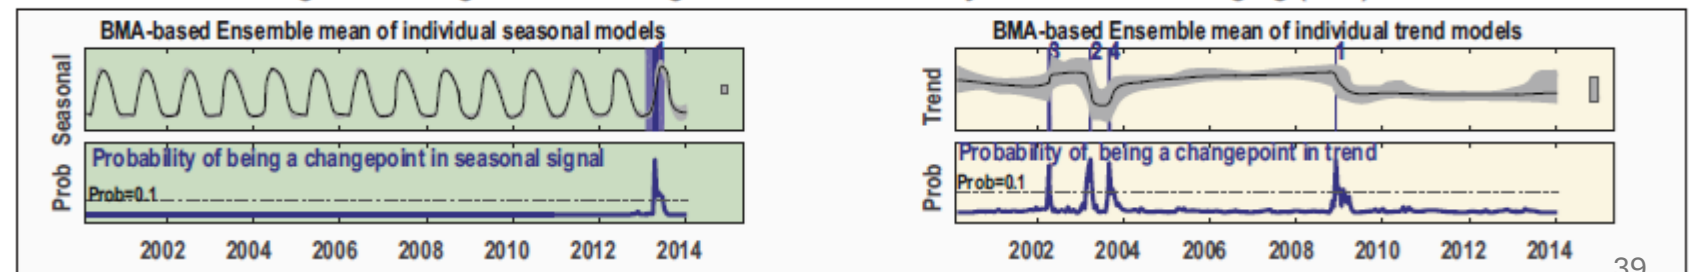 BMA-based Ensemble mean of individual seasonal models
1
Seasonal
Probability of being a changepoint in seasonal signal
Prob=0.1
Prob
2002 2004 2006 2008 2010 2012 2014
BMA-based Ensemble mean of individual trend models
3 2 4 1
Trend
Probability of being a changepoint in trend
Prob=0.1
Prob
2002 2004 2006 2008 2010 2012 2014
39